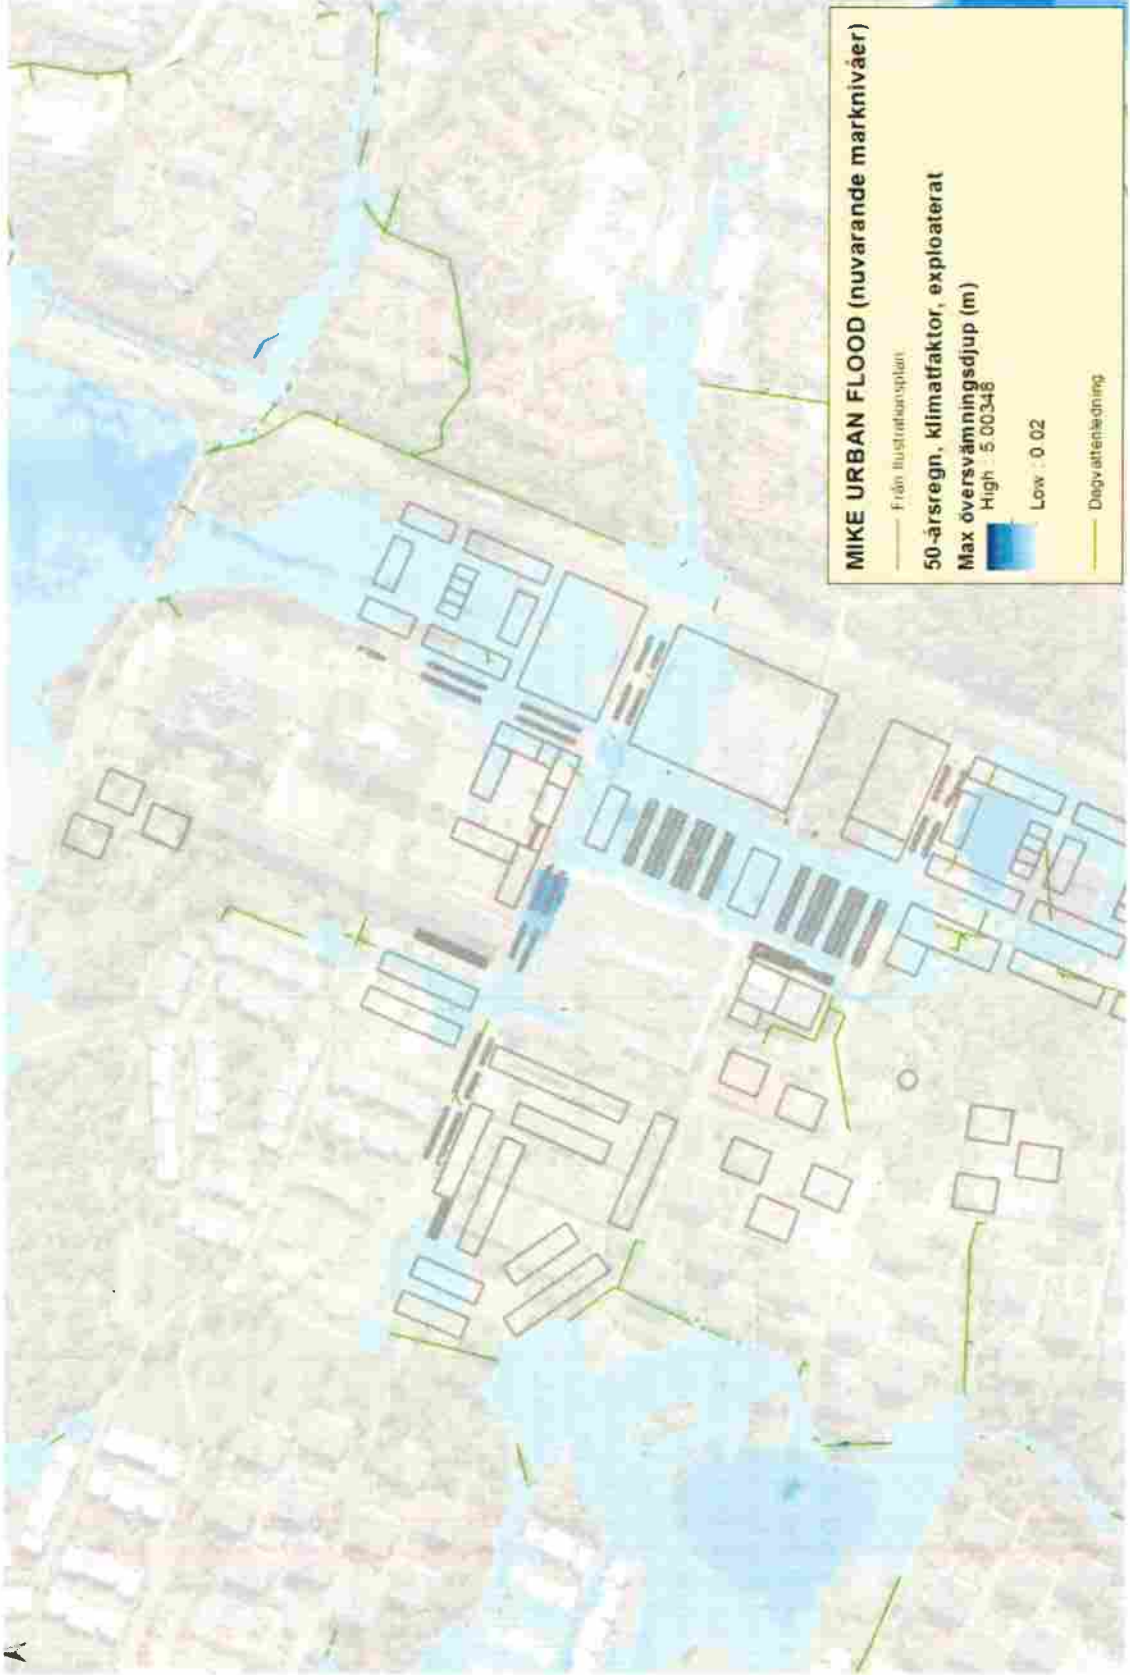 MIKE URBAN FLOOD (nuvarande marknivåer)
Från Illustrationsplan
50-årsregn, klimatfaktor, exploaterat
Max översvämningsdjup (m)
High : 5 00348
Low : 0 02
Dagvattenledning